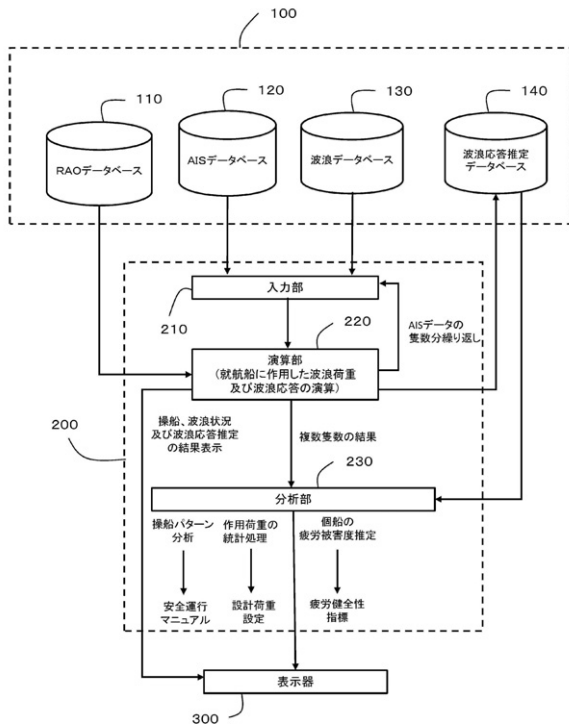 100
110
120
130
140
RAOデータベース
AISデータベース
波浪データベース
波浪応答推定
データベース
入力部
210
220
AISデータの
隻数分繰り返し
演算部
(就航船に作用した波浪荷重
及び波浪応答の演算)
200
操船、波浪状況
及び波浪応答推定
の結果表示
複数隻数の結果
230
分析部
操船パターン
分析
作用荷重の
統計処理
個船の
疲労被害度推定
安全運行
マニュアル
設計荷重
設定
疲労健全性
指標
表示器
300